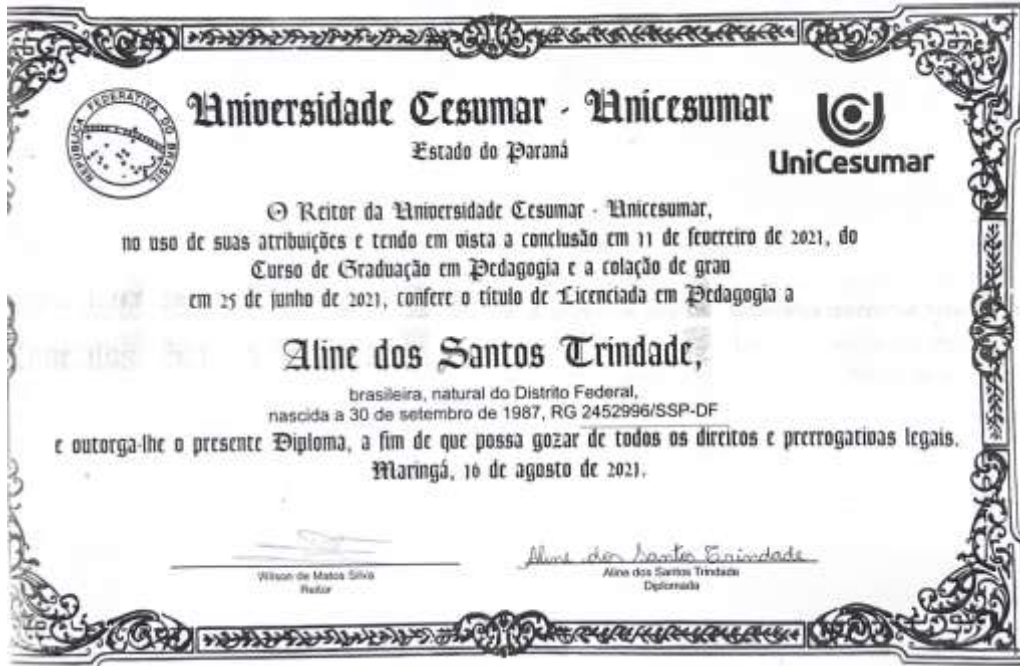 Universidade Cesumar - Unicesumar
Estado do Paraná
REPÚBLICA FEDERATIVA DO BRASIL
UniCesumar
O Reitor da Universidade Cesumar - Unicesumar,
no uso de suas atribuições e tendo em vista a conclusão em 11 de fevereiro de 2021, do
Curso de Graduação em Pedagogia e a colação de grau
em 25 de junho de 2021, confere o título de Licenciada em Pedagogia a
Aline dos Santos Trindade,
brasileira, natural do Distrito Federal,
nascida a 30 de setembro de 1987, RG 2452996/SSP-DF
e outorga-lhe o presente Diploma, a fim de que possa gozar de todos os direitos e prerrogativas legais.
Maringá, 16 de agosto de 2021.
Aline dos Santos Trindade
Wilson de Matos Silva
Reitor
Aline dos Santos Trindade
Diplomada